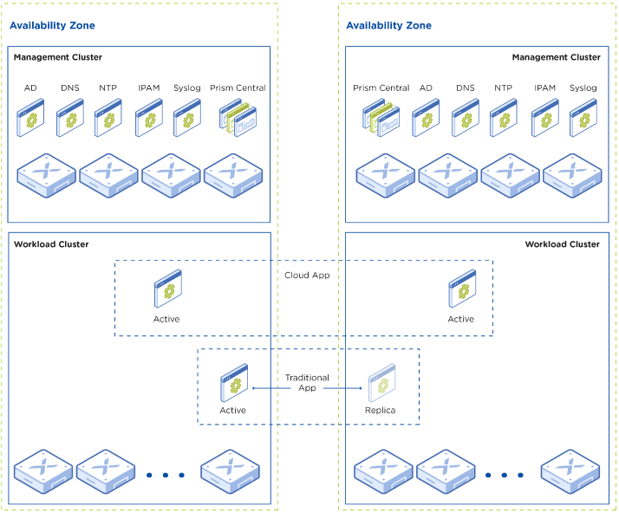 Availability Zone
Management Cluster
AD
DNS
NTP
IPAM
Syslog
Prism Central
Workload Cluster
Availability Zone
Management Cluster
Prism Central
AD
DNS
NTP
IPAM
Syslog
Workload Cluster
Cloud App
Active
Active
Traditional
App
Active
Replica